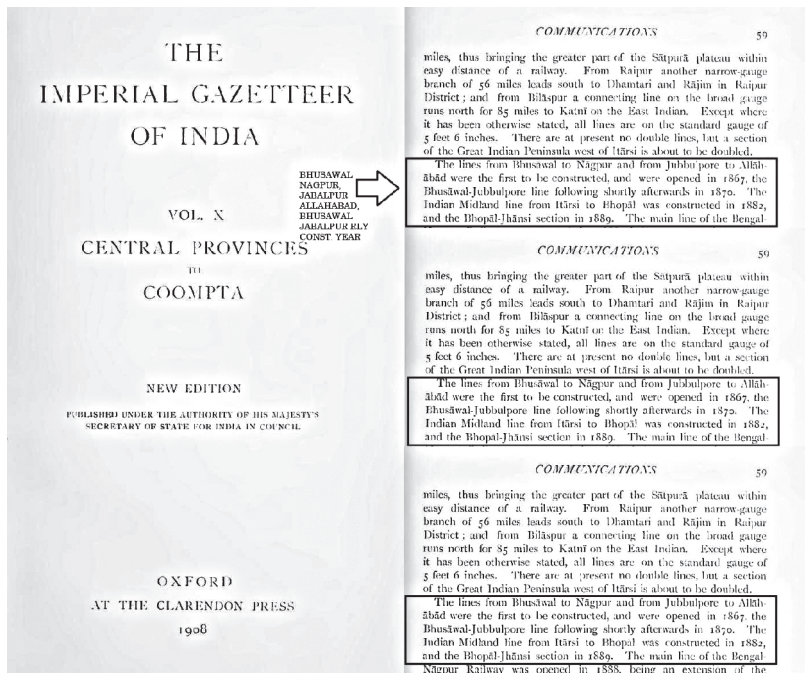 THE
IMPERIAL GAZETTEER
OF INDIA
VOL. X
CENTRAL PROVINCES
TO
COOMPTA
NEW EDITION
PUBLISHED UNDER THE AUTHORITY OF HIS MAJESTY'S
SECRETARY OF STATE FOR INDIA IN COUNCIL
OXFORD
AT THE CLARENDON PRESS
1908
BHUSAWAL
NAGPUR,
JABALPUR
ALLAHABAD,
BHUSAWAL
JABALPUR RLY
CONST. YEAR
COMMUNICATIONS 59
miles, thus bringing the greater part of the Sātpurā plateau within
easy distance of a railway. From Raipur another narrow-gauge
branch of 56 miles leads south to Dhamtari and Rājim in Raipur
District; and from Bilāspur a connecting line on the broad gauge
runs north for 85 miles to Katnī on the East Indian. Except where
it has been otherwise stated, all lines are on the standard gauge of
5 feet 6 inches. There are at present no double lines, but a section
of the Great Indian Peninsula west of Itārsi is about to be doubled.
The lines from Bhusāwal to Nāgpur and from Jubbulpore to Allāh-
ābād were the first to be constructed, and were opened in 1867, the
Bhusāwal-Jubbulpore line following shortly afterwards in 1870. The
Indian Midland line from Itārsi to Bhopāl was constructed in 1882,
and the Bhopāl-Jhānsi section in 1889. The main line of the Bengal-
COMMUNICATIONS 59
miles, thus bringing the greater part of the Sātpurā plateau within
easy distance of a railway. From Raipur another narrow-gauge
branch of 56 miles leads south to Dhamtari and Rājim in Raipur
District; and from Bilāspur a connecting line on the broad gauge
runs north for 85 miles to Katnī on the East Indian. Except where
it has been otherwise stated, all lines are on the standard gauge of
5 feet 6 inches. There are at present no double lines, but a section
of the Great Indian Peninsula west of Itārsi is about to be doubled.
The lines from Bhusāwal to Nāgpur and from Jubbulpore to Allāh-
ābād were the first to be constructed, and were opened in 1867, the
Bhusāwal-Jubbulpore line following shortly afterwards in 1870. The
Indian Midland line from Itārsi to Bhopāl was constructed in 1882,
and the Bhopāl-Jhānsi section in 1889. The main line of the Bengal-
COMMUNICATIONS 59
miles, thus bringing the greater part of the Sātpurā plateau within
easy distance of a railway. From Raipur another narrow-gauge
branch of 56 miles leads south to Dhamtari and Rājim in Raipur
District; and from Bilāspur a connecting line on the broad gauge
runs north for 85 miles to Katnī on the East Indian. Except where
it has been otherwise stated, all lines are on the standard gauge of
5 feet 6 inches. There are at present no double lines, but a section
of the Great Indian Peninsula west of Itārsi is about to be doubled.
The lines from Bhusāwal to Nāgpur and from Jubbulpore to Allāh-
ābād were the first to be constructed, and were opened in 1867, the
Bhusāwal-Jubbulpore line following shortly afterwards in 1870. The
Indian Midland line from Itārsi to Bhopāl was constructed in 1882,
and the Bhopāl-Jhānsi section in 1889. The main line of the Bengal-
Nāgpur Railway was opened in 1888, being an extension of the